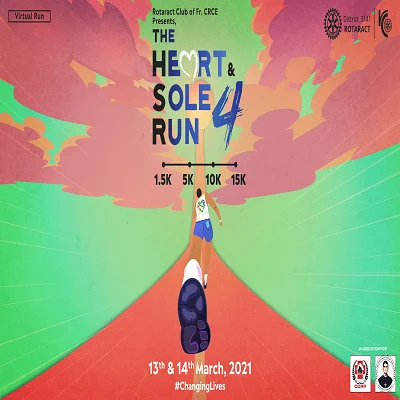 Virtual Run
Rotaract Club of Fr. CRCE
Presents,
THE
HEART &
SOLE 4
RUN
1.5K 5K 10K 15K
District 3141
ROTARACT
13th & 14th March, 2021
#ChangingLives